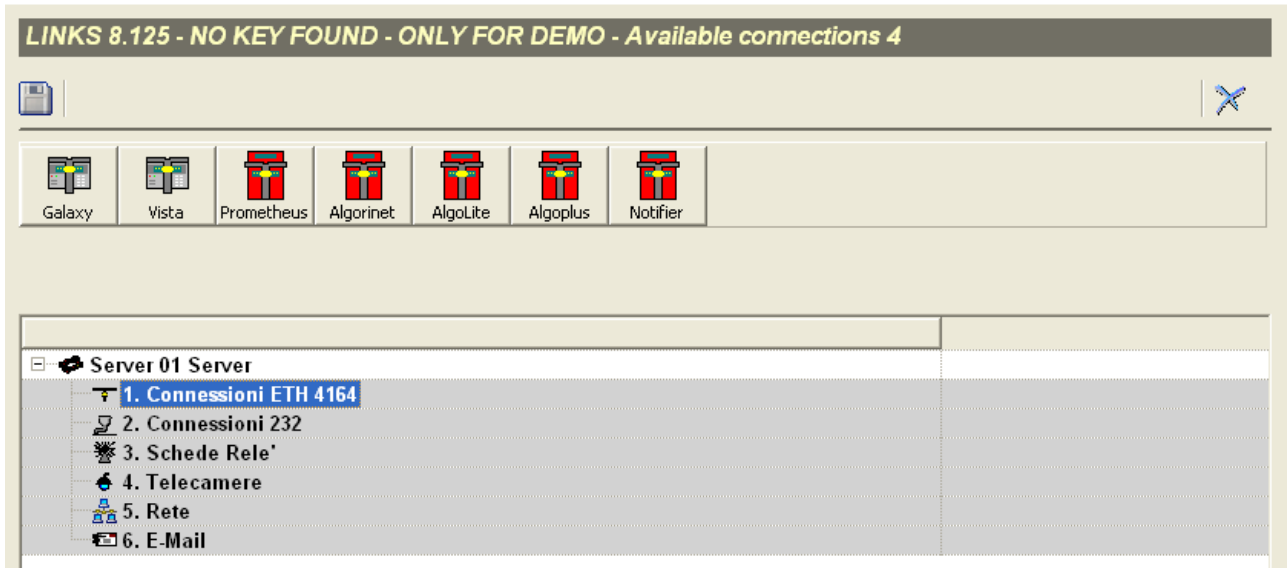 LINKS 8.125 - NO KEY FOUND - ONLY FOR DEMO - Available connections 4
Galaxy Vista Prometheus Algorinet AlgoLite Algoplus Notifier
Server 01 Server
1. Connessioni ETH 4164
2. Connessioni 232
3. Schede Rele'
4. Telecamere
5. Rete
6. E-Mail